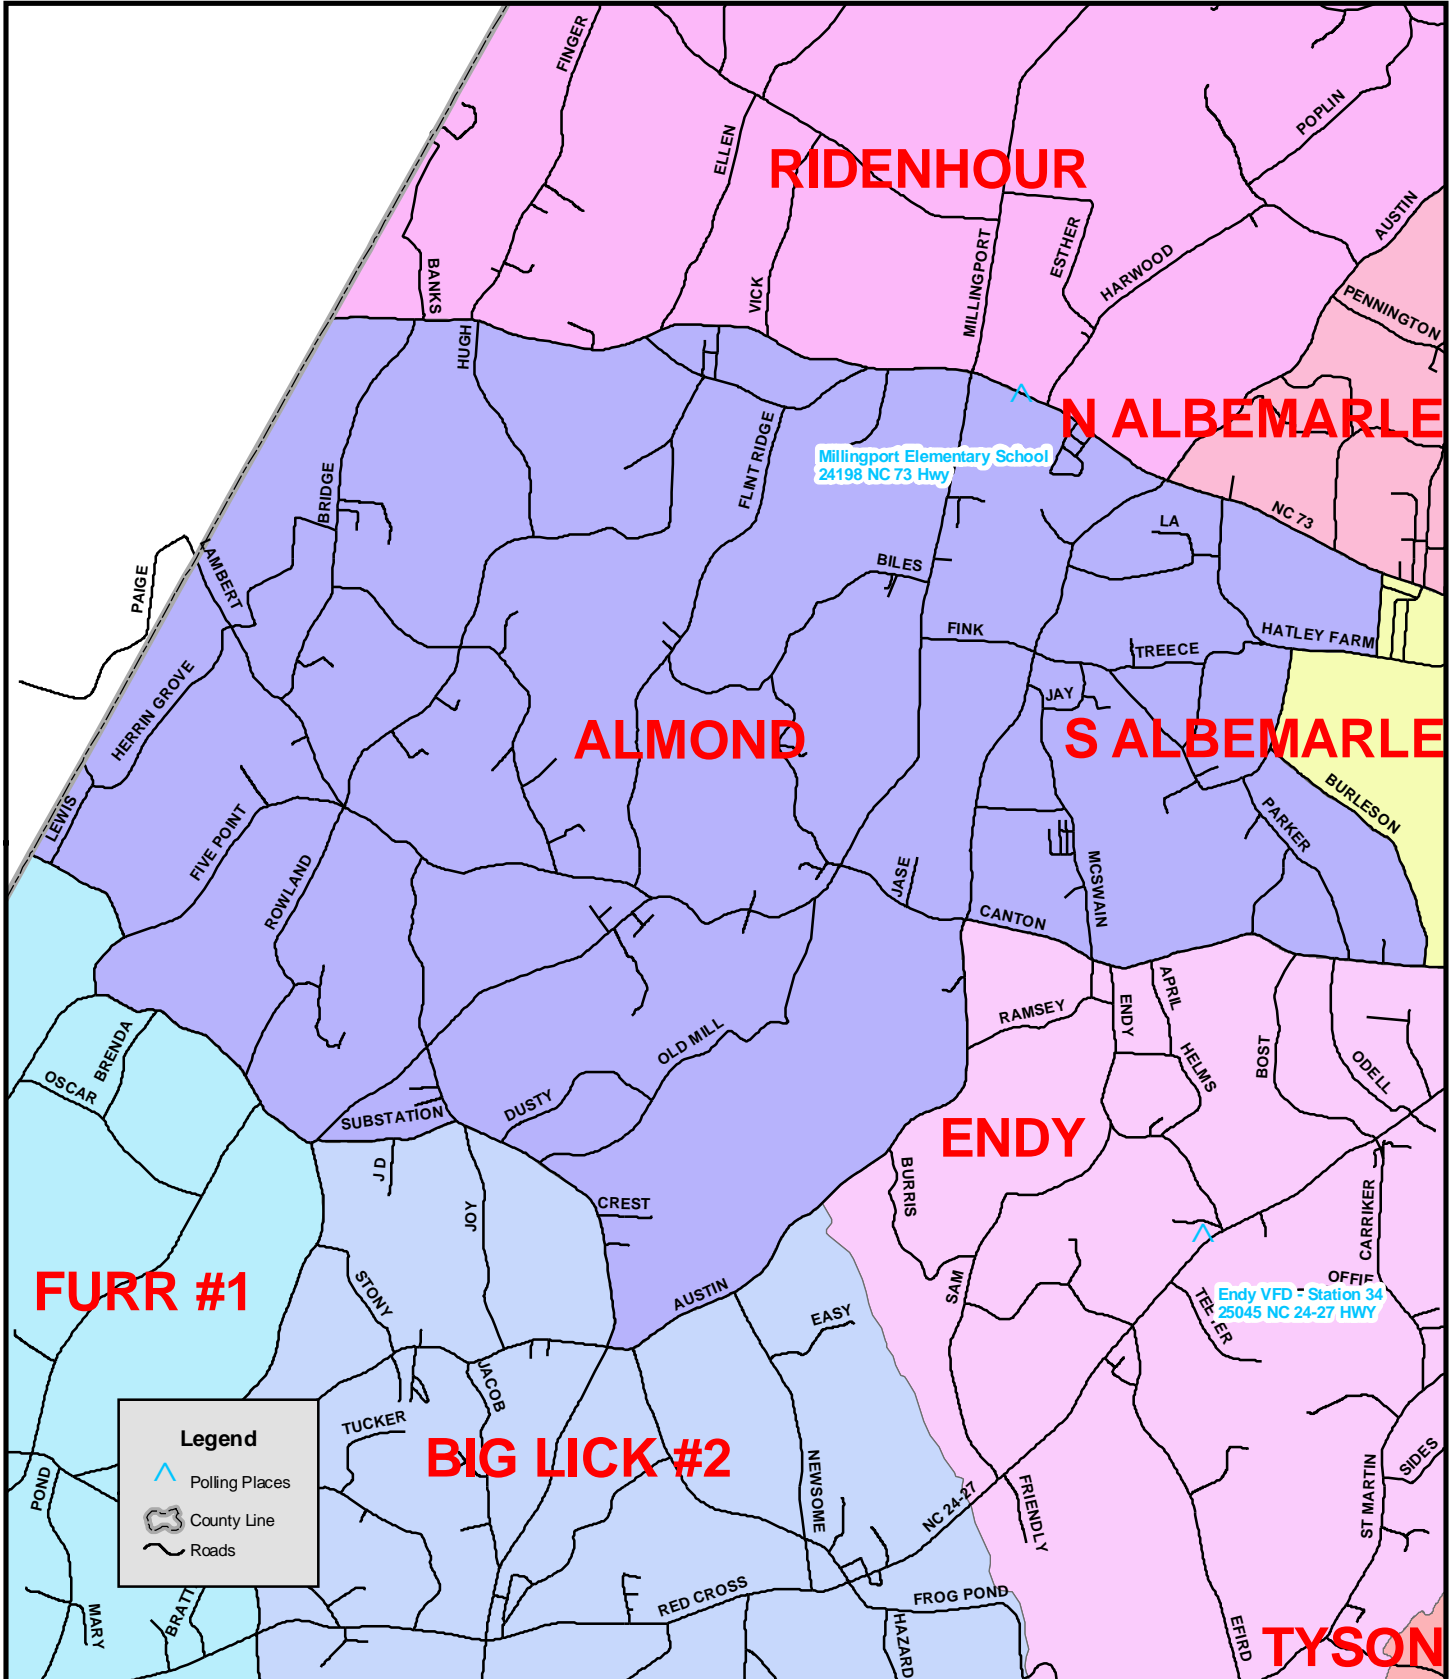 FINGER
POPLIN
ELLEN
RIDENHOUR
AUSTIN
ESTHER
HARWOOD
BANKS
VICK
MILLINGPORT
PENNINGTON
HUGH
N ALBEMARLE
FLINT RIDGE
Millingport Elementary School
24198 NC 73 Hwy
BRIDGE
NC 73
LA
BILES
PAIGE
LAMBERT
FINK
HATLEY FARM
TREECE
HERRIN GROVE
JAY
ALMOND
S ALBEMARLE
BURLESON
LEWIS
FIVE POINT
PARKER
ROWLAND
JASE
MCSWAIN
CANTON
APRIL
RAMSEY
ENDY
OLD MILL
BRENDA
BOST
HELMS
ODELL
OSCAR
DUSTY
SUBSTATION
ENDY
J D
BURRIS
CREST
JOY
CARRIKER
FURR #1
STONY
AUSTIN
SAM
OFFIE
TEETER
Endy VFD - Station 34
25045 NC 24-27 HWY
EASY
JACOB
TUCKER
Legend
Polling Places
County Line
Roads
BIG LICK #2
NEWSOME
SIDES
POND
NC 24-27
FRIENDLY
ST MARTIN
RED CROSS
FROG POND
MARY
BRATT
HAZARD
EFIRD
TYSON